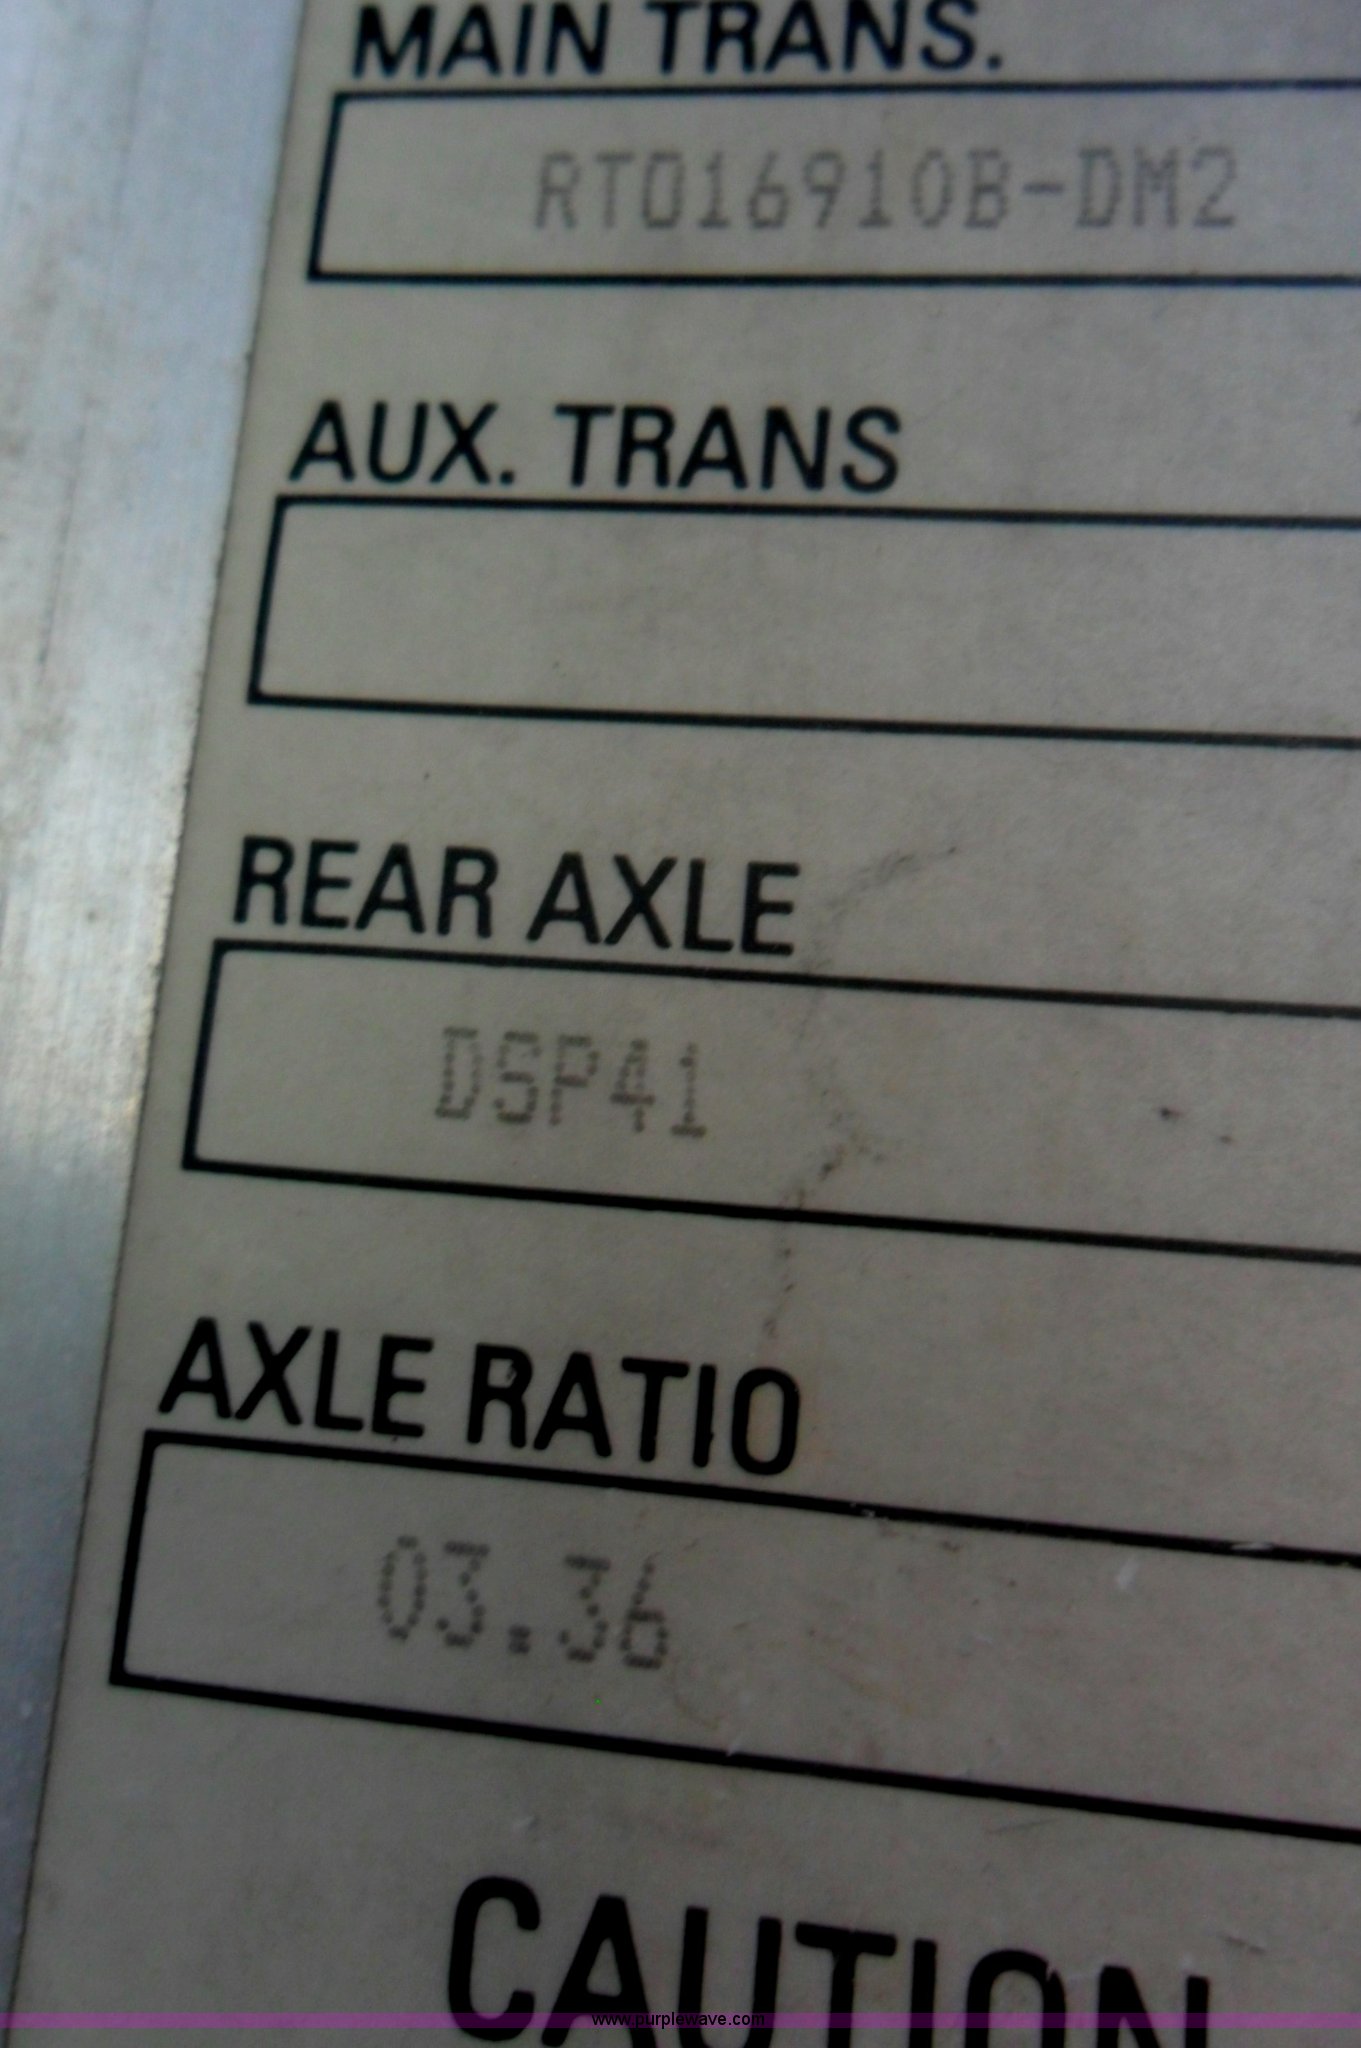 MAIN TRANS.
RTO16910B-DM2
AUX. TRANS
REAR AXLE
DSP41
AXLE RATIO
03.36
CAUTION
www.purplewave.com